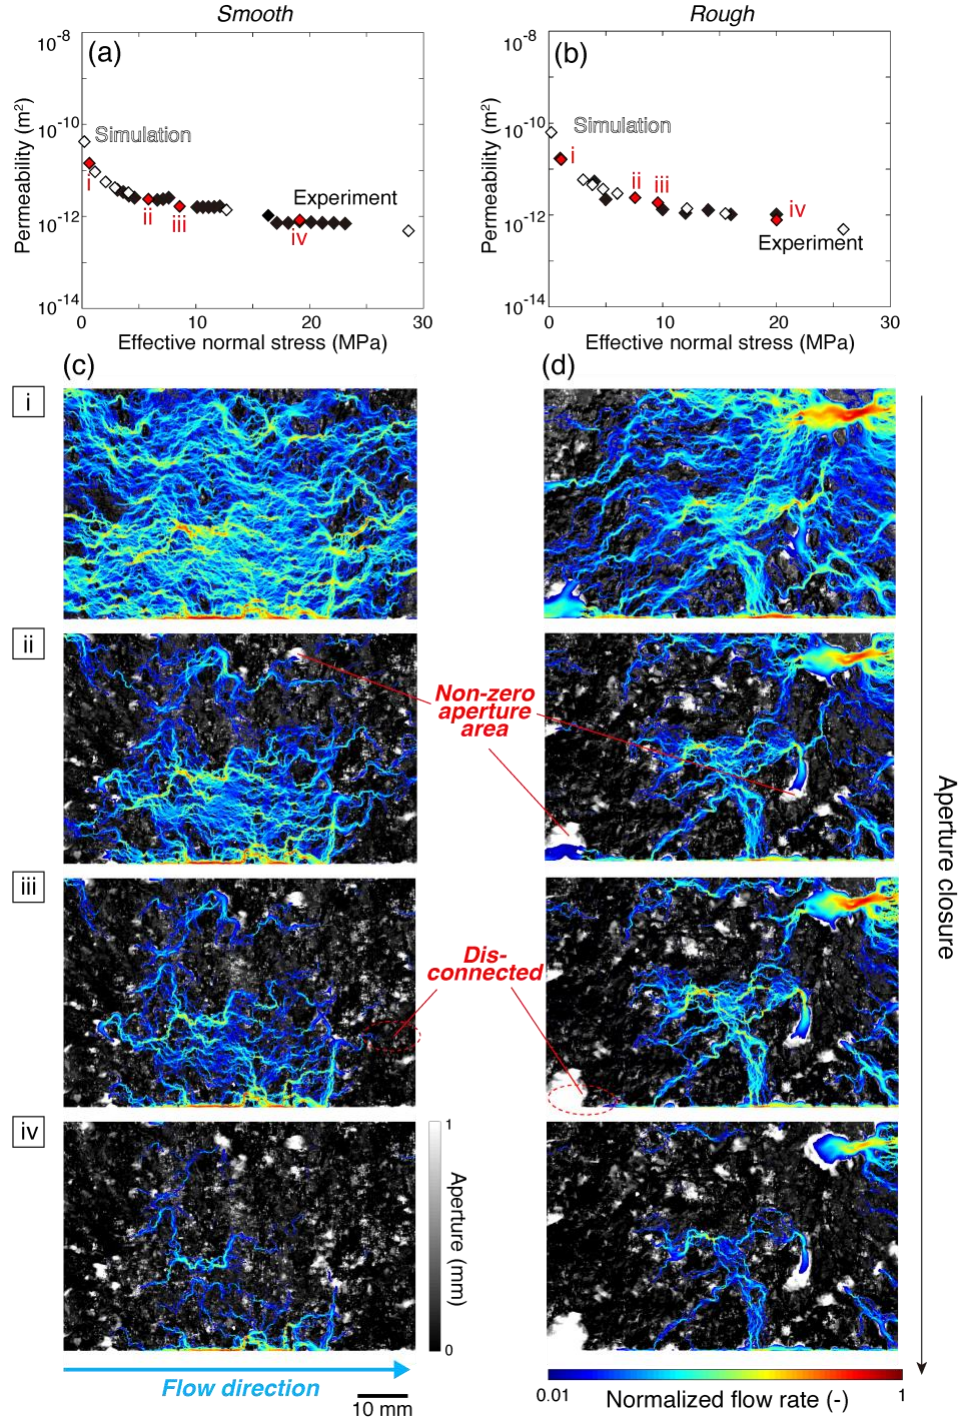 Smooth
Rough
(a)
(b)
10-8
10-10
10-12
10-14
Permeability (m2)
Simulation
Experiment
i
ii
iii
iv
0
10
20
30
Effective normal stress (MPa)
10-8
10-10
10-12
10-14
Permeability (m2)
Simulation
i
ii
iii
iv
Experiment
0
10
20
30
Effective normal stress (MPa)
(c)
(d)
i
ii
Non-zero
aperture
area
iii
Dis-
connected
iv
1
Aperture (mm)
0
Aperture closure
Flow direction
10 mm
0.01
Normalized flow rate (-)
1